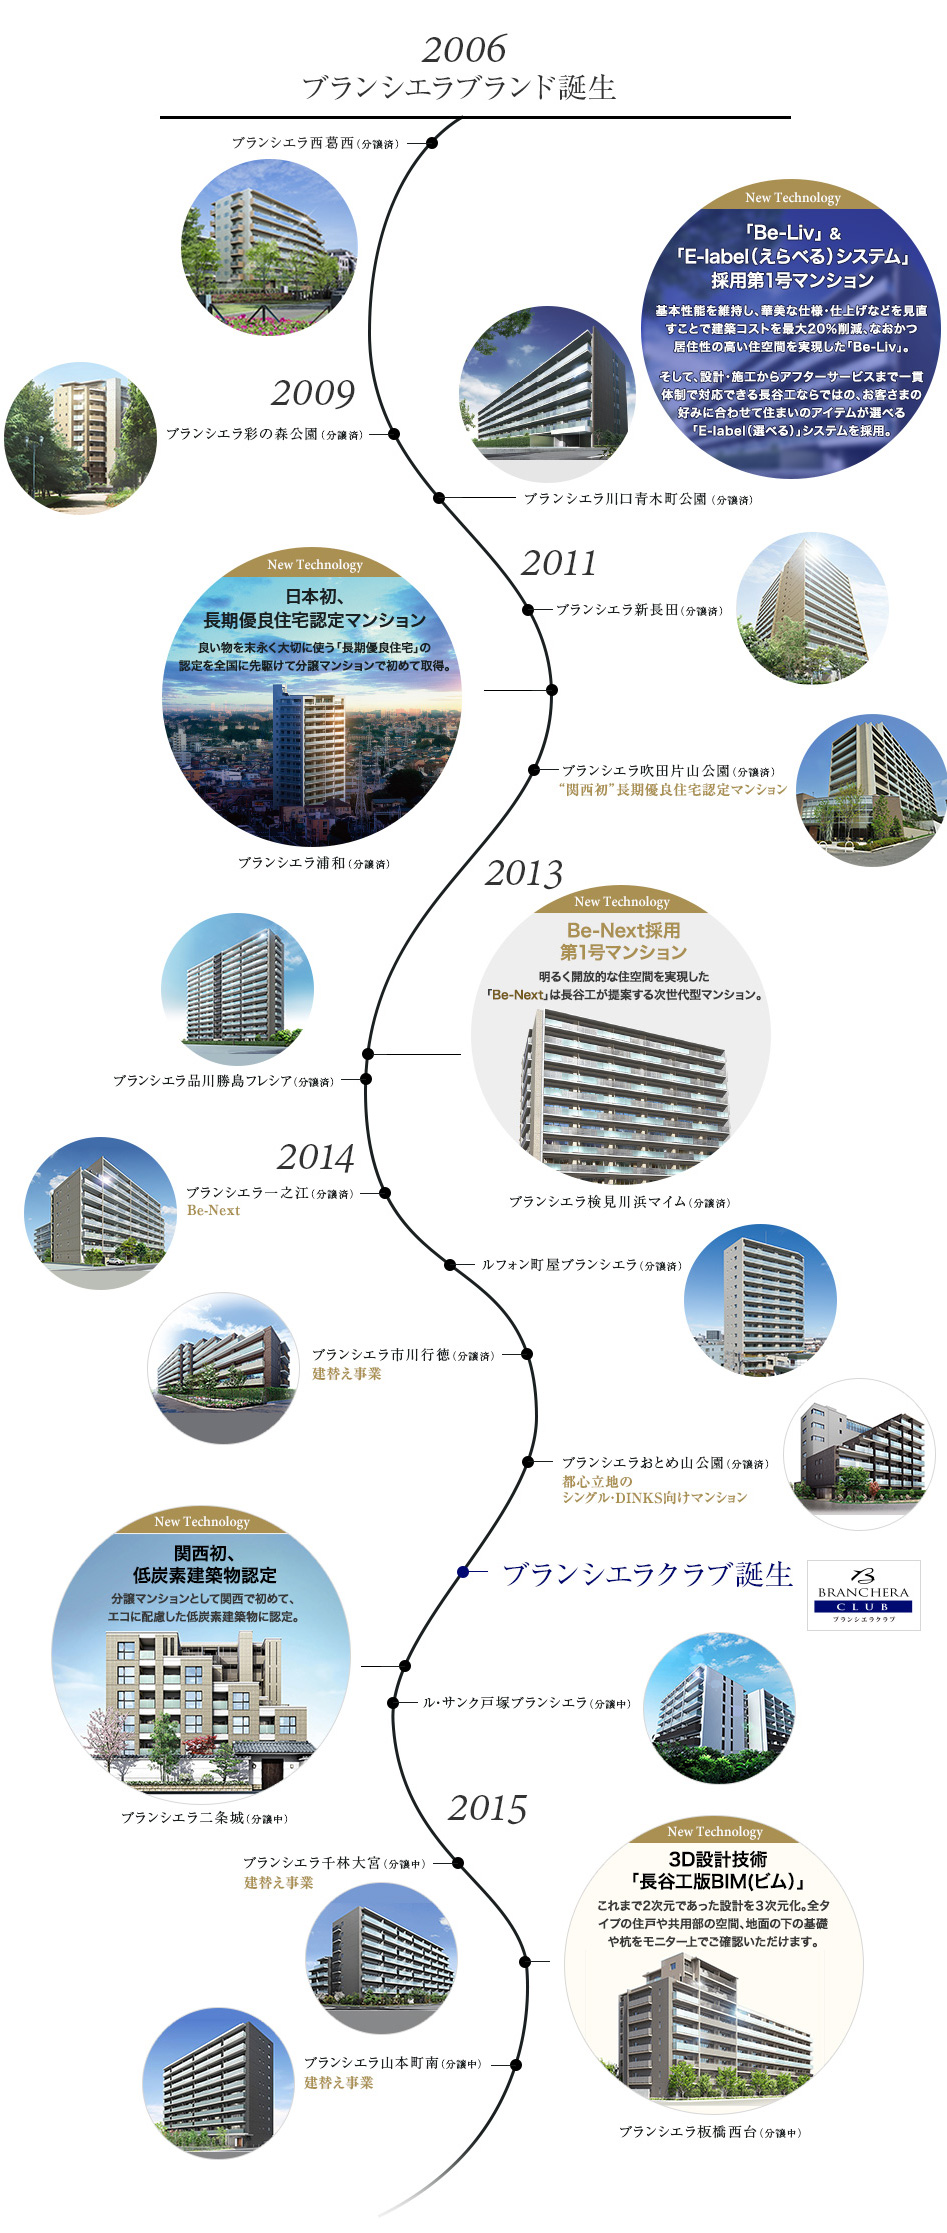 2006
ブランシエラブランド誕生
ブランシエラ西葛西(分譲済)
New Technology
「Be-Liv」&
「E-label(えらべる)システム」
採用第1号マンション
基本性能を維持し、華美な仕様・仕上げなどを見直
すことで建築コストを最大20%削減、なおかつ
居住性の高い住空間を実現した「Be-Liv」。
そして、設計・施工からアフターサービスまで一貫
体制で対応できる長谷工ならではの、お客さまの
好みに合わせて住まいのアイテムが選べる
「E-label(選べる)」システムを採用。
2009
ブランシエラ彩の森公園(分譲済)
ブランシエラ川口青木町公園(分譲済)
2011
ブランシエラ新長田(分譲済)
New Technology
日本初、
長期優良住宅認定マンション
良い物を末永く大切に使う「長期優良住宅」の
認定を全国に先駆けて分譲マンションで初めて取得。
ブランシエラ浦和(分譲済)
ブランシエラ吹田片山公園(分譲済)
“関西初”長期優良住宅認定マンション
2013
New Technology
Be-Next採用
第1号マンション
明るく開放的な住空間を実現した
「Be-Next」は長谷工が提案する次世代型マンション。
ブランシエラ検見川浜マイム(分譲済)
ブランシエラ品川勝島フレシア(分譲済)
2014
ブランシエラ一之江(分譲済)
Be-Next
ルフォン町屋ブランシエラ(分譲済)
ブランシエラ市川行徳(分譲済)
建替え事業
ブランシエラおとめ山公園(分譲済)
都心立地の
シングル・DINKS向けマンション
ブランシエラクラブ誕生
B
BRANCHERA
CLUB
ブランシエラクラブ
New Technology
関西初、
低炭素建築物認定
分譲マンションとして関西で初めて、
エコに配慮した低炭素建築物に認定。
ブランシエラ二条城(分譲中)
ル・サンク戸塚ブランシエラ(分譲中)
2015
ブランシエラ千林大宮(分譲中)
建替え事業
New Technology
3D設計技術
「長谷工版BIM(ビム)」
これまで2次元であった設計を3次元化。全タ
イプの住戸や共用部の空間、地面の下の基礎
や杭をモニター上でご確認いただけます。
ブランシエラ板橋西台(分譲中)
ブランシエラ山本町南(分譲中)
建替え事業